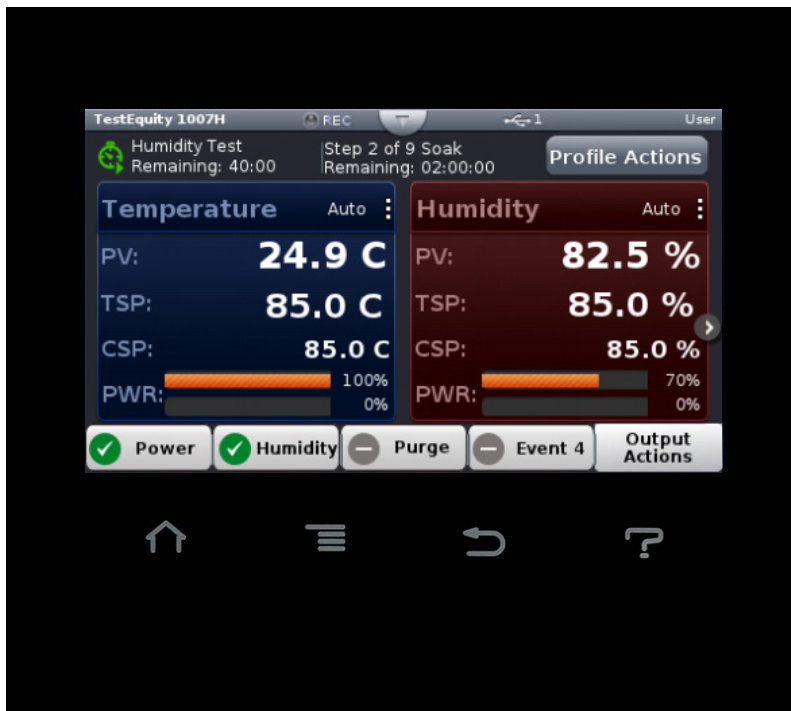 TestEquity 1007H REC 1 User
Humidity Test
Remaining: 40:00
Step 2 of 9 Soak
Remaining: 02:00:00
Profile Actions
Temperature Auto
PV: 24.9 C
TSP: 85.0 C
CSP: 85.0 C
PWR: 100%
0%
Humidity Auto
PV: 82.5 %
TSP: 85.0 %
CSP: 85.0 %
PWR: 70%
0%
Power
Humidity
Purge
Event 4
Output
Actions